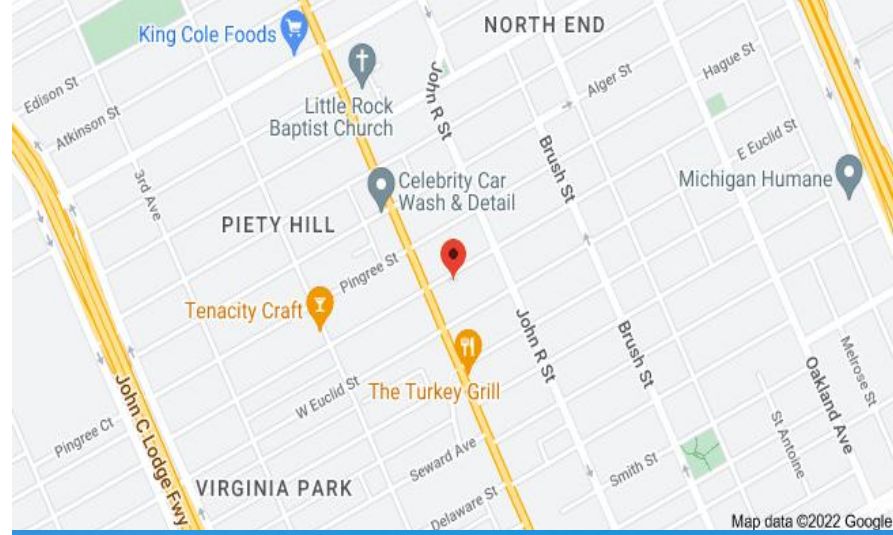 NORTH END
King Cole Foods
Edison St
Atkinson St
Little Rock
Baptist Church
John R St
Alger St
Hague St
3rd Ave
Brush St
E Euclid St
Celebrity Car
Wash & Detail
Michigan Humane
PIETY HILL
Pingree St
Tenacity Craft
John R St
Brush St
The Turkey Grill
W Euclid St
Oakland Ave
Melrose St
John C Lodge Fwy
Pingree Ct
St Antoine
Seward Ave
Smith St
VIRGINIA PARK
Delaware St
Map data ©2022 Google